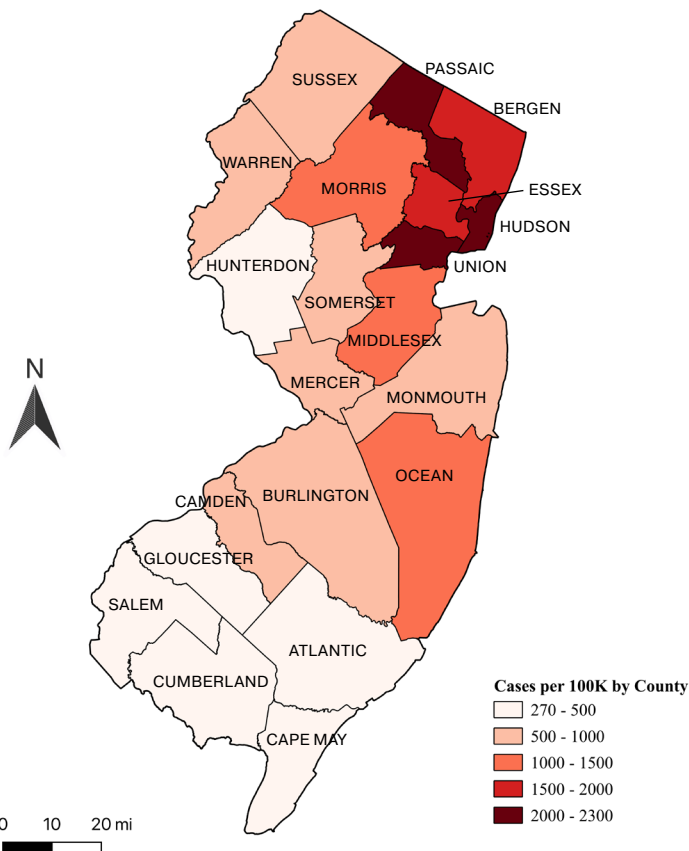 PASSAIC
SUSSEX
BERGEN
WARREN
MORRIS
ESSEX
HUDSON
HUNTERDON
UNION
SOMERSET
MIDDLESEX
N
MERCER
MONMOUTH
OCEAN
BURLINGTON
CAMDEN
GLOUCESTER
SALEM
ATLANTIC
CUMBERLAND
CAPE MAY
Cases per 100K by County
270 - 500
500 - 1000
1000 - 1500
1500 - 2000
2000 - 2300
0 10 20 mi